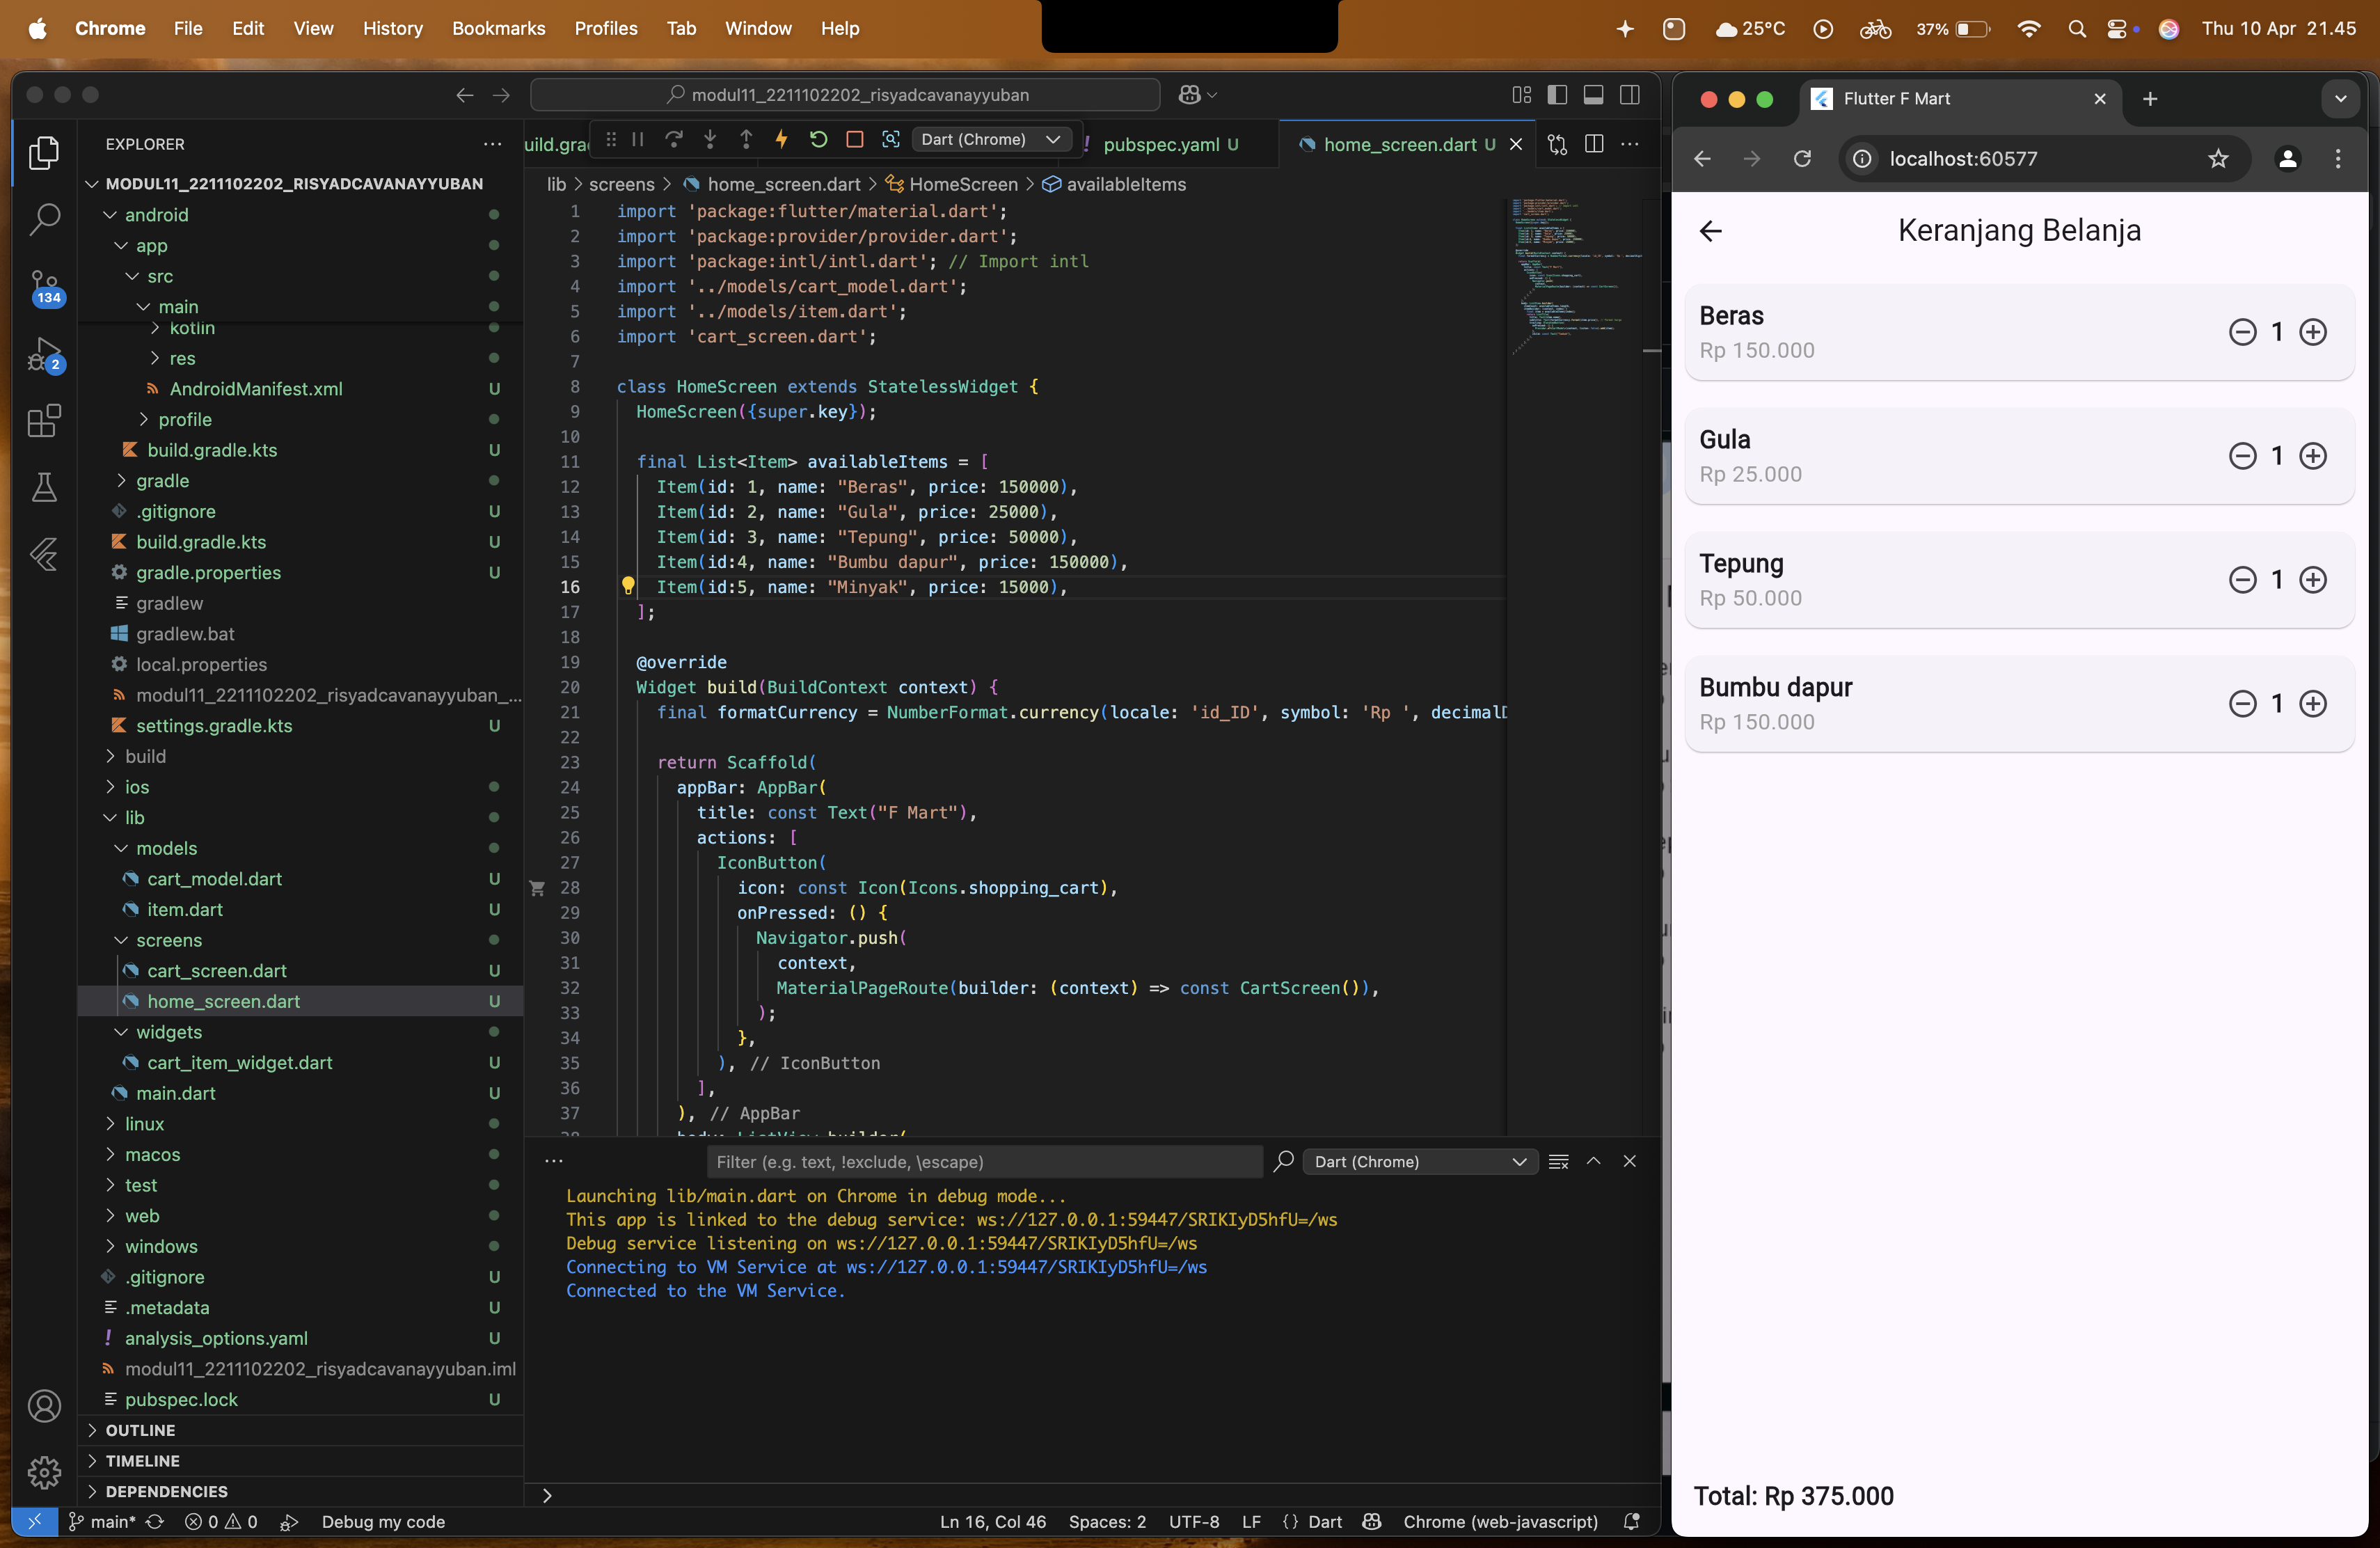 Chrome File Edit View History Bookmarks Profiles Tab Window Help
25°C 37% Thu 10 Apr 21.45
modul11_2211102202_risyadcavanayyuban
EXPLORER
MODUL11_2211102202_RISYADCAVANAYYUBAN
android
app
src
main
kotlin
res
AndroidManifest.xml U
profile
build.gradle.kts U
gradle
.gitignore U
build.gradle.kts U
gradle.properties U
gradlew
gradlew.bat
local.properties
modul11_2211102202_risyadcavanayyuban_...
settings.gradle.kts U
build
ios
lib
models
cart_model.dart U
item.dart U
screens
cart_screen.dart U
home_screen.dart U
widgets
cart_item_widget.dart U
main.dart U
linux
macos
test
web
windows
.gitignore U
.metadata U
analysis_options.yaml U
modul11_2211102202_risyadcavanayyuban.iml
pubspec.lock U
OUTLINE
TIMELINE
DEPENDENCIES
134
2
uild.gra Dart (Chrome) ! pubspec.yaml U home_screen.dart U
lib > screens > home_screen.dart > HomeScreen > availableItems
1 import 'package:flutter/material.dart';
2 import 'package:provider/provider.dart';
3 import 'package:intl/intl.dart'; // Import intl
4 import '../models/cart_model.dart';
5 import '../models/item.dart';
6 import 'cart_screen.dart';
7
8 class HomeScreen extends StatelessWidget {
9 HomeScreen({super.key});
10
11 final List<Item> availableItems = [
12 Item(id: 1, name: "Beras", price: 150000),
13 Item(id: 2, name: "Gula", price: 25000),
14 Item(id: 3, name: "Tepung", price: 50000),
15 Item(id:4, name: "Bumbu dapur", price: 150000),
16 Item(id:5, name: "Minyak", price: 15000),
17 ];
18
19 @override
20 Widget build(BuildContext context) {
21 final formatCurrency = NumberFormat.currency(locale: 'id_ID', symbol: 'Rp ', decimalD
22
23 return Scaffold(
24 appBar: AppBar(
25 title: const Text("F Mart"),
26 actions: [
27 IconButton(
28 icon: const Icon(Icons.shopping_cart),
29 onPressed: () {
30 Navigator.push(
31 context,
32 MaterialPageRoute(builder: (context) => const CartScreen()),
33 );
34 },
35 ), // IconButton
36 ],
37 ), // AppBar
38 body: ListView.builder(
Filter (e.g. text, !exclude, \escape) Dart (Chrome)
Launching lib/main.dart on Chrome in debug mode...
This app is linked to the debug service: ws://127.0.0.1:59447/SRIKIyD5hfU=/ws
Debug service listening on ws://127.0.0.1:59447/SRIKIyD5hfU=/ws
Connecting to VM Service at ws://127.0.0.1:59447/SRIKIyD5hfU=/ws
Connected to the VM Service.
main* 0 0 Debug my code Ln 16, Col 46 Spaces: 2 UTF-8 LF {} Dart Chrome (web-javascript)
Flutter F Mart
localhost:60577
Keranjang Belanja
Beras
Rp 150.000
1
Gula
Rp 25.000
1
Tepung
Rp 50.000
1
Bumbu dapur
Rp 150.000
1
Total: Rp 375.000